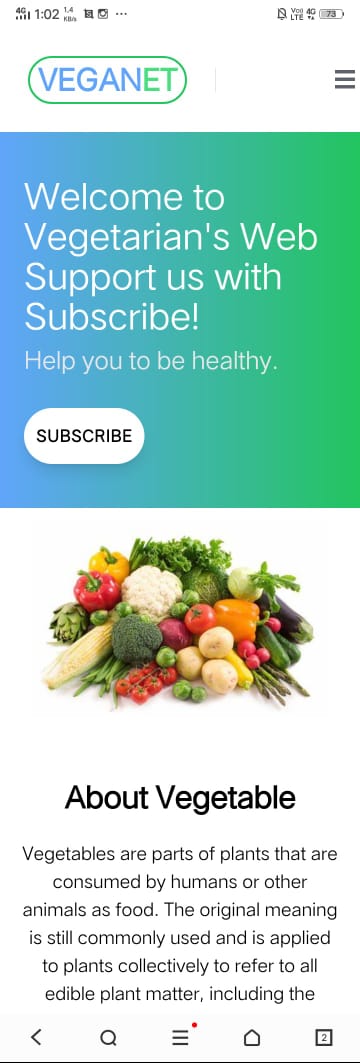 4G 1:02 1.4 KB/s ... Vo) LTE 4G 73
VEGANET
Welcome to
Vegetarian's Web
Support us with
Subscribe!
Help you to be healthy.
SUBSCRIBE
About Vegetable
Vegetables are parts of plants that are
consumed by humans or other
animals as food. The original meaning
is still commonly used and is applied
to plants collectively to refer to all
edible plant matter, including the
2